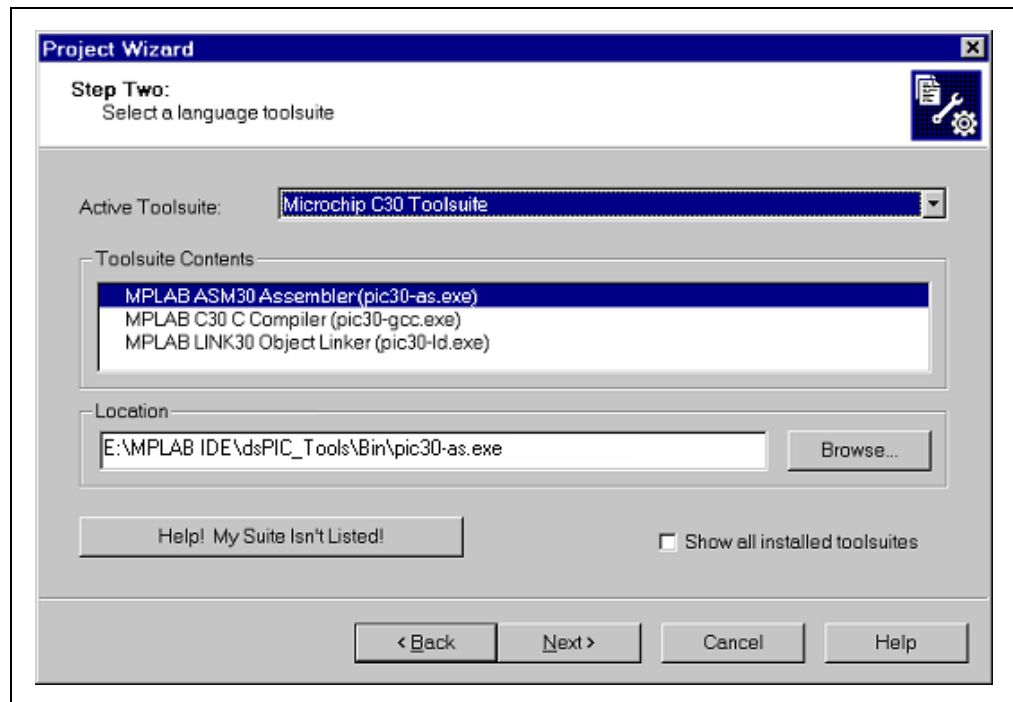 Project Wizard
Step Two:
Select a language toolsuite
Active Toolsuite: Microchip C30 Toolsuite
Toolsuite Contents
MPLAB ASM30 Assembler (pic30-as.exe)
MPLAB C30 C Compiler (pic30-gcc.exe)
MPLAB LINK30 Object Linker (pic30-ld.exe)
Location
E:\MPLAB IDE\dsPIC_Tools\Bin\pic30-as.exe Browse...
Help! My Suite Isn't Listed! Show all installed toolsuites
< Back Next > Cancel Help